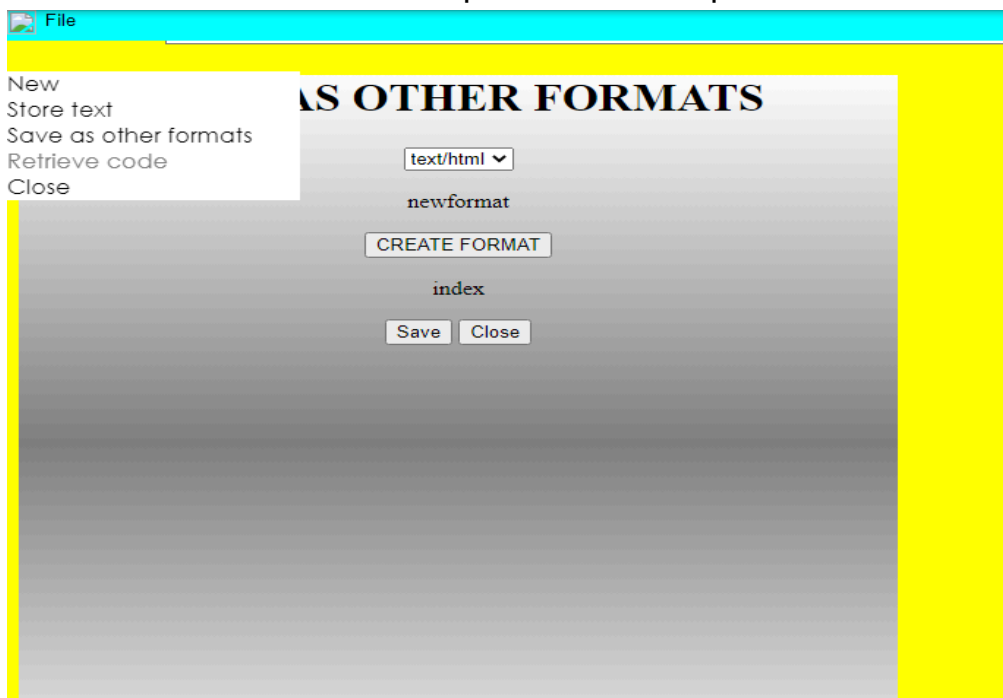 File
New
Store text
Save as other formats
Retrieve code
Close
AS OTHER FORMATS
text/html
newformat
CREATE FORMAT
index
Save Close